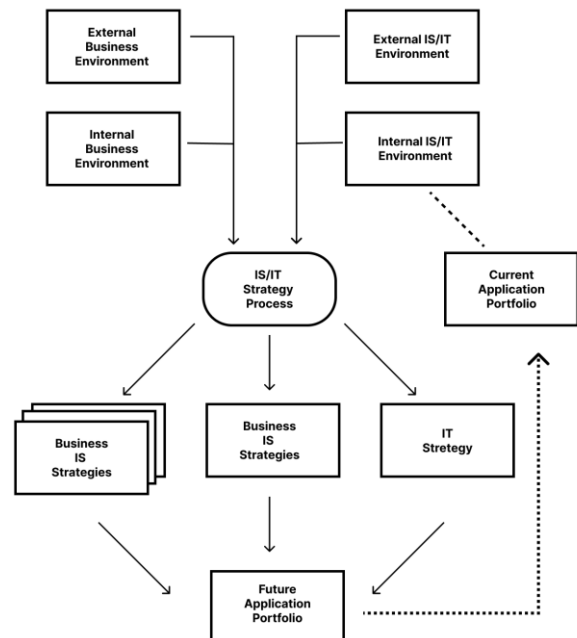 External
Business
Environment
External IS/IT
Environment
Internal
Business
Environment
Internal IS/IT
Environment
IS/IT
Strategy
Process
Current
Application
Portfolio
Business
IS
Strategies
Business
IS
Strategies
IT
Stretegy
Future
Application
Portfolio